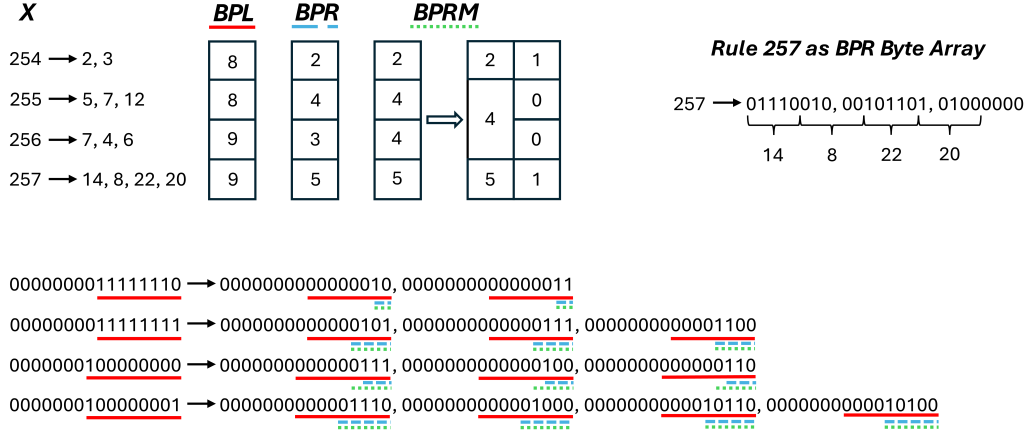 X BPL BPR BPRM
254 → 2, 3 8 2 2 2 1
255 → 5, 7, 12 8 4 4 4 0
256 → 7, 4, 6 9 3 4 0
257 → 14, 8, 22, 20 9 5 5 5 1
Rule 257 as BPR Byte Array
257 → 01110010, 00101101, 01000000
14 8 22 20
0000000011111110 → 0000000000000010, 0000000000000011
0000000011111111 → 0000000000000101, 0000000000000111, 0000000000001100
0000000100000000 → 0000000000000111, 0000000000000100, 0000000000000110
0000000100000001 → 0000000000001110, 0000000000001000, 0000000000010110, 0000000000010100